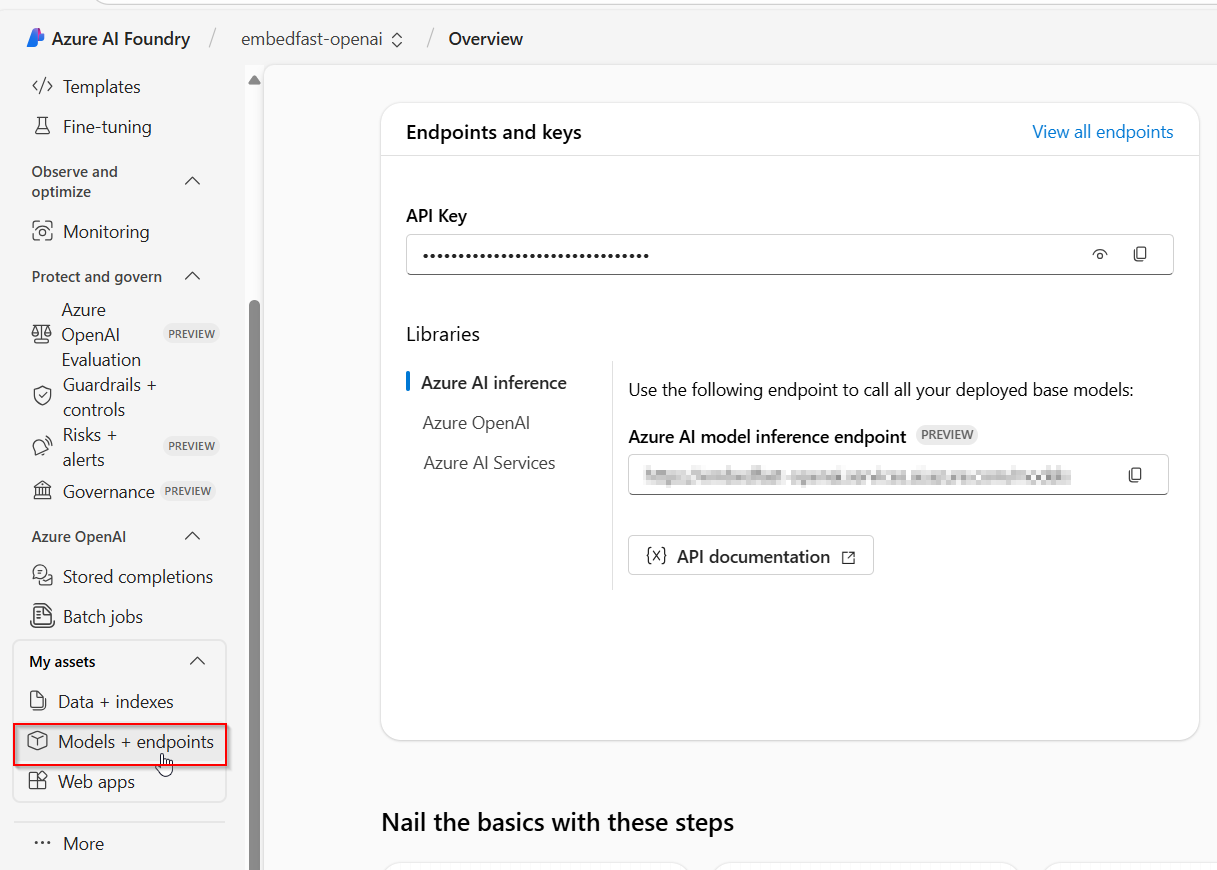 Azure AI Foundry / embedfast-openai / Overview
Templates
Fine-tuning
Observe and
optimize
Monitoring
Protect and govern
Azure
OpenAI
Evaluation
PREVIEW
Guardrails +
controls
Risks +
alerts
PREVIEW
Governance PREVIEW
Azure OpenAI
Stored completions
Batch jobs
My assets
Data + indexes
Models + endpoints
Web apps
More
Endpoints and keys
View all endpoints
API Key
Libraries
Azure AI inference
Azure OpenAI
Azure AI Services
Use the following endpoint to call all your deployed base models:
Azure AI model inference endpoint PREVIEW
API documentation
Nail the basics with these steps